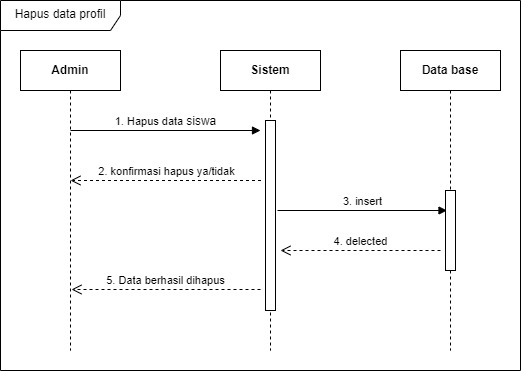 Hapus data profil
Admin
Sistem
Data base
1. Hapus data siswa
2. konfirmasi hapus ya/tidak
3. insert
4. delected
5. Data berhasil dihapus